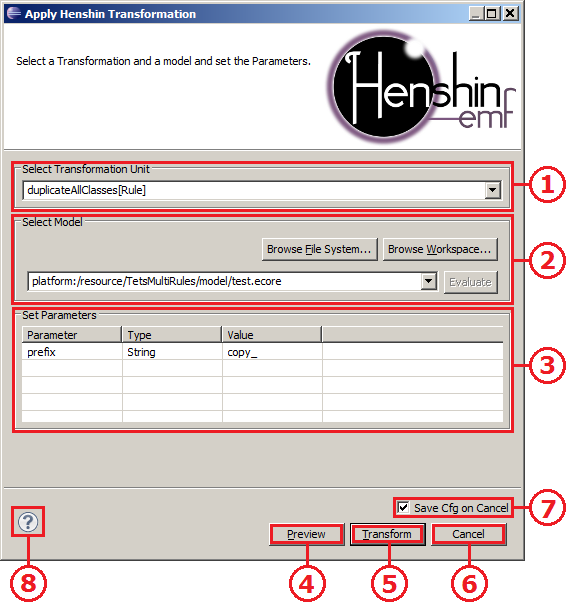 Apply Henshin Transformation
Select a Transformation and a model and set the Parameters.
Henshin
emf
Select Transformation Unit
duplicateAllClasses[Rule]
1
Select Model
Browse File System... Browse Workspace...
2
platform:/resource/TetsMultiRules/model/test.ecore Evaluate
Set Parameters
Parameter Type Value
prefix String copy_
3
Save Cfg on Cancel
7
?
Preview Transform Cancel
8 4 5 6